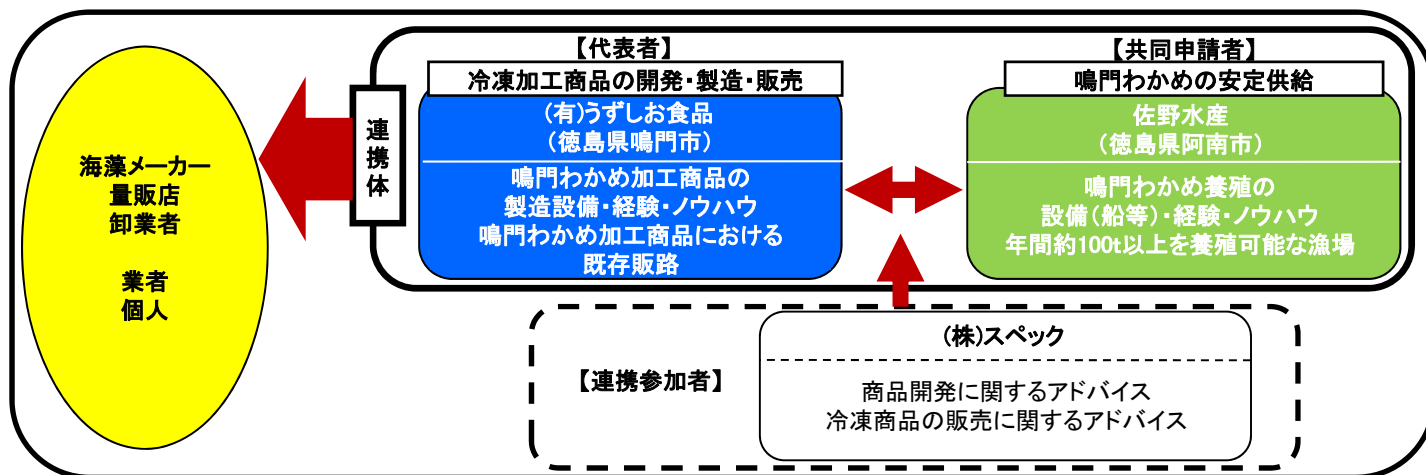 【代表者】
冷凍加工商品の開発・製造・販売
(有)うずしお食品
(徳島県鳴門市)
鳴門わかめ加工商品の
製造設備・経験・ノウハウ
鳴門わかめ加工商品における
既存販路
【共同申請者】
鳴門わかめの安定供給
佐野水産
(徳島県阿南市)
鳴門わかめ養殖の
設備(船等)・経験・ノウハウ
年間約100t以上を養殖可能な漁場
連携体
海藻メーカー
量販店
卸業者
業者
個人
【連携参加者】
(株)スペック
商品開発に関するアドバイス
冷凍商品の販売に関するアドバイス